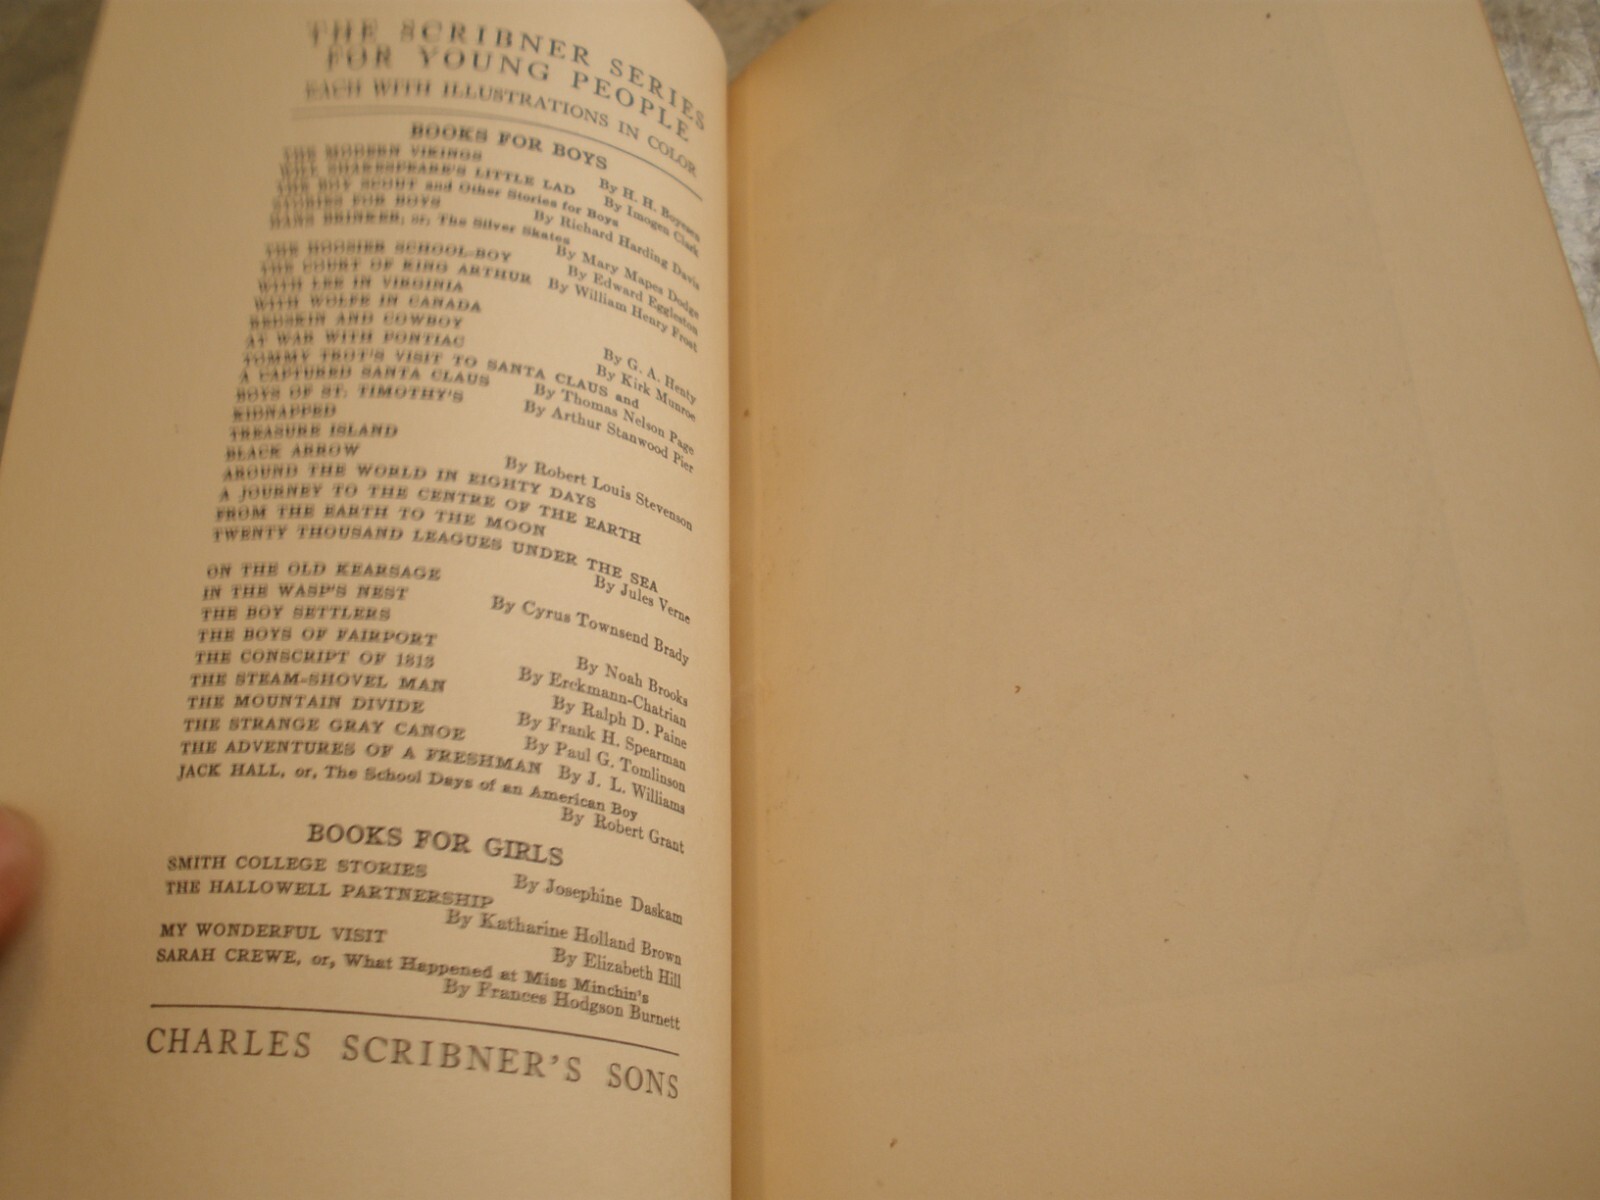 THE SCRIBNER SERIES
FOR YOUNG PEOPLE
EACH WITH ILLUSTRATIONS IN COLOR
BOOKS FOR BOYS
THE MODERN VIKINGS By H. H. Boyesen
WILL SHAKESPEARE'S LITTLE LAD By Imogen Clark
THE BOY SCOUT and Other Stories for Boys
STORIES FOR BOYS By Richard Harding Davis
HANS BRINKER, or, The Silver Skates
By Mary Mapes Dodge
THE HOOSIER SCHOOL-BOY By Edward Eggleston
THE COURT OF KING ARTHUR By William Henry Frost
WITH LEE IN VIRGINIA
WITH WOLFE IN CANADA
REDSKIN AND COWBOY By G. A. Henty
AT WAR WITH PONTIAC By Kirk Munroe
TOMMY TROT'S VISIT TO SANTA CLAUS and
A CAPTURED SANTA CLAUS By Thomas Nelson Page
BOYS OF ST. TIMOTHY'S By Arthur Stanwood Pier
KIDNAPPED
TREASURE ISLAND
BLACK ARROW By Robert Louis Stevenson
AROUND THE WORLD IN EIGHTY DAYS
A JOURNEY TO THE CENTRE OF THE EARTH
FROM THE EARTH TO THE MOON
TWENTY THOUSAND LEAGUES UNDER THE SEA
By Jules Verne
ON THE OLD KEARSAGE
IN THE WASP'S NEST By Cyrus Townsend Brady
THE BOY SETTLERS
THE BOYS OF FAIRPORT By Noah Brooks
THE CONSCRIPT OF 1813 By Erckmann-Chatrian
THE STEAM-SHOVEL MAN By Ralph D. Paine
THE MOUNTAIN DIVIDE By Frank H. Spearman
THE STRANGE GRAY CANOE By Paul G. Tomlinson
THE ADVENTURES OF A FRESHMAN By J. L. Williams
JACK HALL, or, The School Days of an American Boy
By Robert Grant
BOOKS FOR GIRLS
SMITH COLLEGE STORIES By Josephine Daskam
THE HALLOWELL PARTNERSHIP
By Katharine Holland Brown
MY WONDERFUL VISIT By Elizabeth Hill
SARAH CREWE, or, What Happened at Miss Minchin's
By Frances Hodgson Burnett
CHARLES SCRIBNER'S SONS